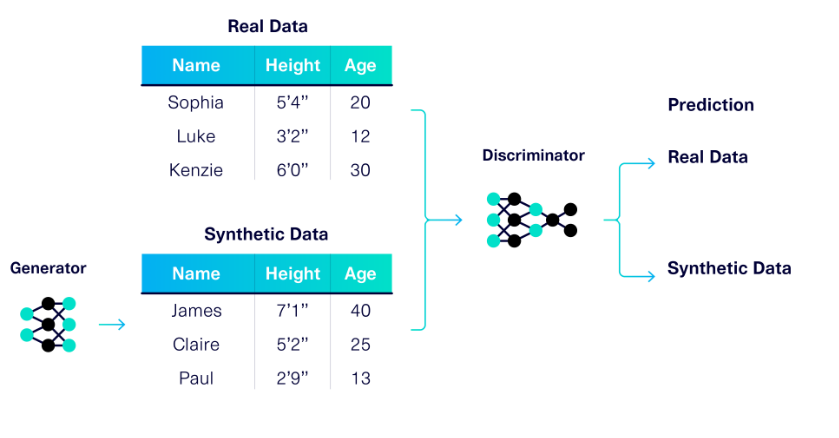 Real Data
Name Height Age
Sophia 5’4” 20
Luke 3’2” 12
Kenzie 6’0” 30
Synthetic Data
Name Height Age
James 7’1” 40
Claire 5’2” 25
Paul 2’9” 13
Generator
Discriminator
Prediction
Real Data
Synthetic Data